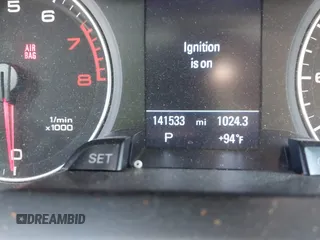 5
6
7
8
AIR
BAG
1/min
x1000
0
SET
Ignition
is on
141533 mi 1024.3
P +94°F
DREAMBID